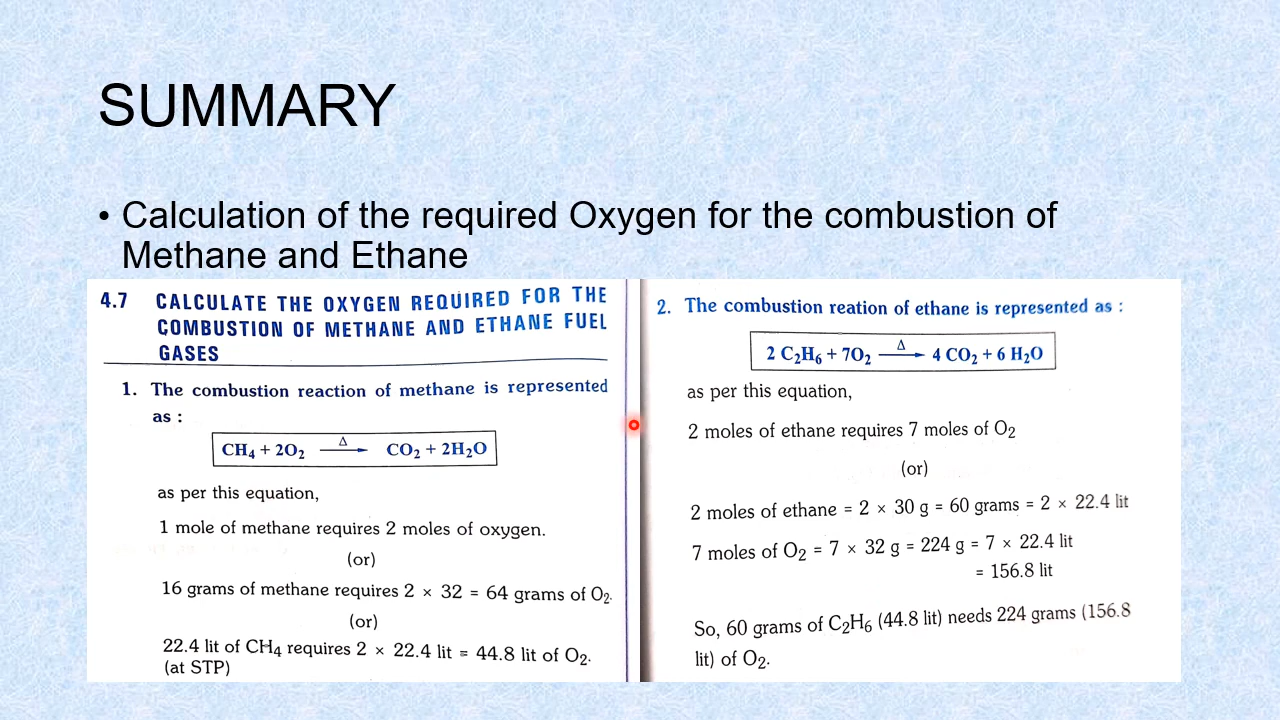 SUMMARY
• Calculation of the required Oxygen for the combustion of
Methane and Ethane
4.7 CALCULATE THE OXYGEN REQUIRED FOR THE
COMBUSTION OF METHANE AND ETHANE FUEL
GASES
1. The combustion reaction of methane is represented
as :
CH₄ + 2O₂ —Δ→ CO₂ + 2H₂O
as per this equation,
1 mole of methane requires 2 moles of oxygen.
(or)
16 grams of methane requires 2 × 32 = 64 grams of O₂.
(or)
22.4 lit of CH₄ requires 2 × 22.4 lit = 44.8 lit of O₂.
(at STP)
2. The combustion reation of ethane is represented as :
2 C₂H₆ + 7O₂ —Δ→ 4 CO₂ + 6 H₂O
as per this equation,
2 moles of ethane requires 7 moles of O₂
(or)
2 moles of ethane = 2 × 30 g = 60 grams = 2 × 22.4 lit
7 moles of O₂ = 7 × 32 g = 224 g = 7 × 22.4 lit
= 156.8 lit
So, 60 grams of C₂H₆ (44.8 lit) needs 224 grams (156.8
lit) of O₂.